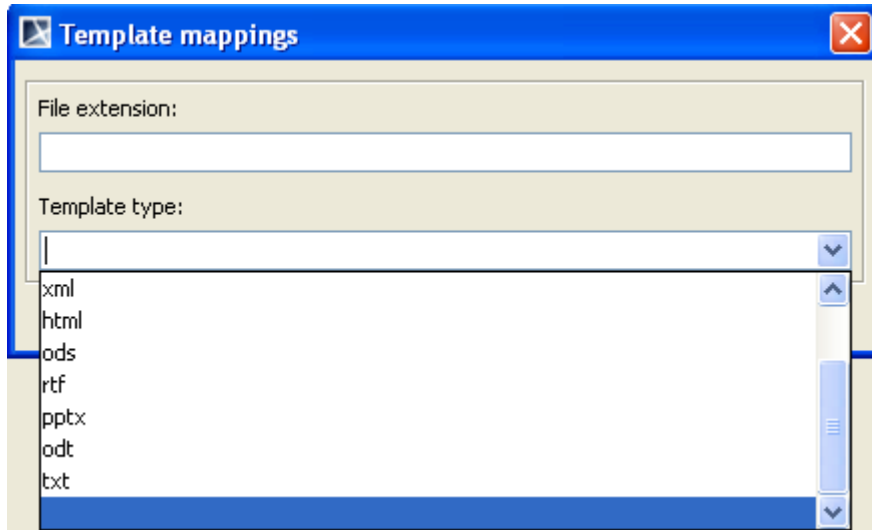 Template mappings
File extension:
Template type:
xml
html
ods
rtf
pptx
odt
txt